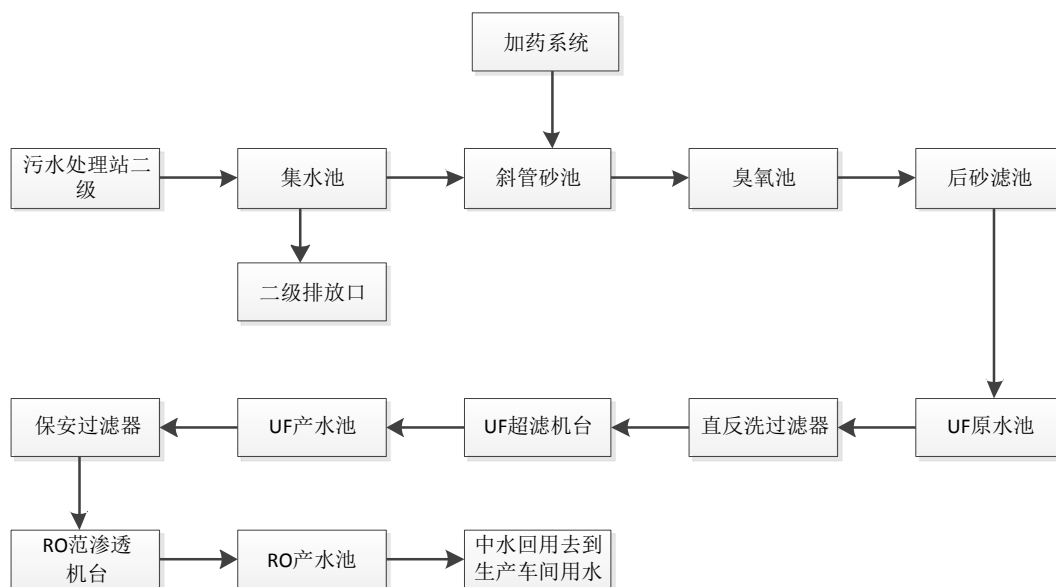 加药系统
污水处理站二
级
集水池
斜管砂池
臭氧池
后砂滤池
二级排放口
保安过滤器
UF产水池
UF超滤机台
直反洗过滤器
UF原水池
RO范渗透
机台
RO产水池
中水回用去到
生产车间用水